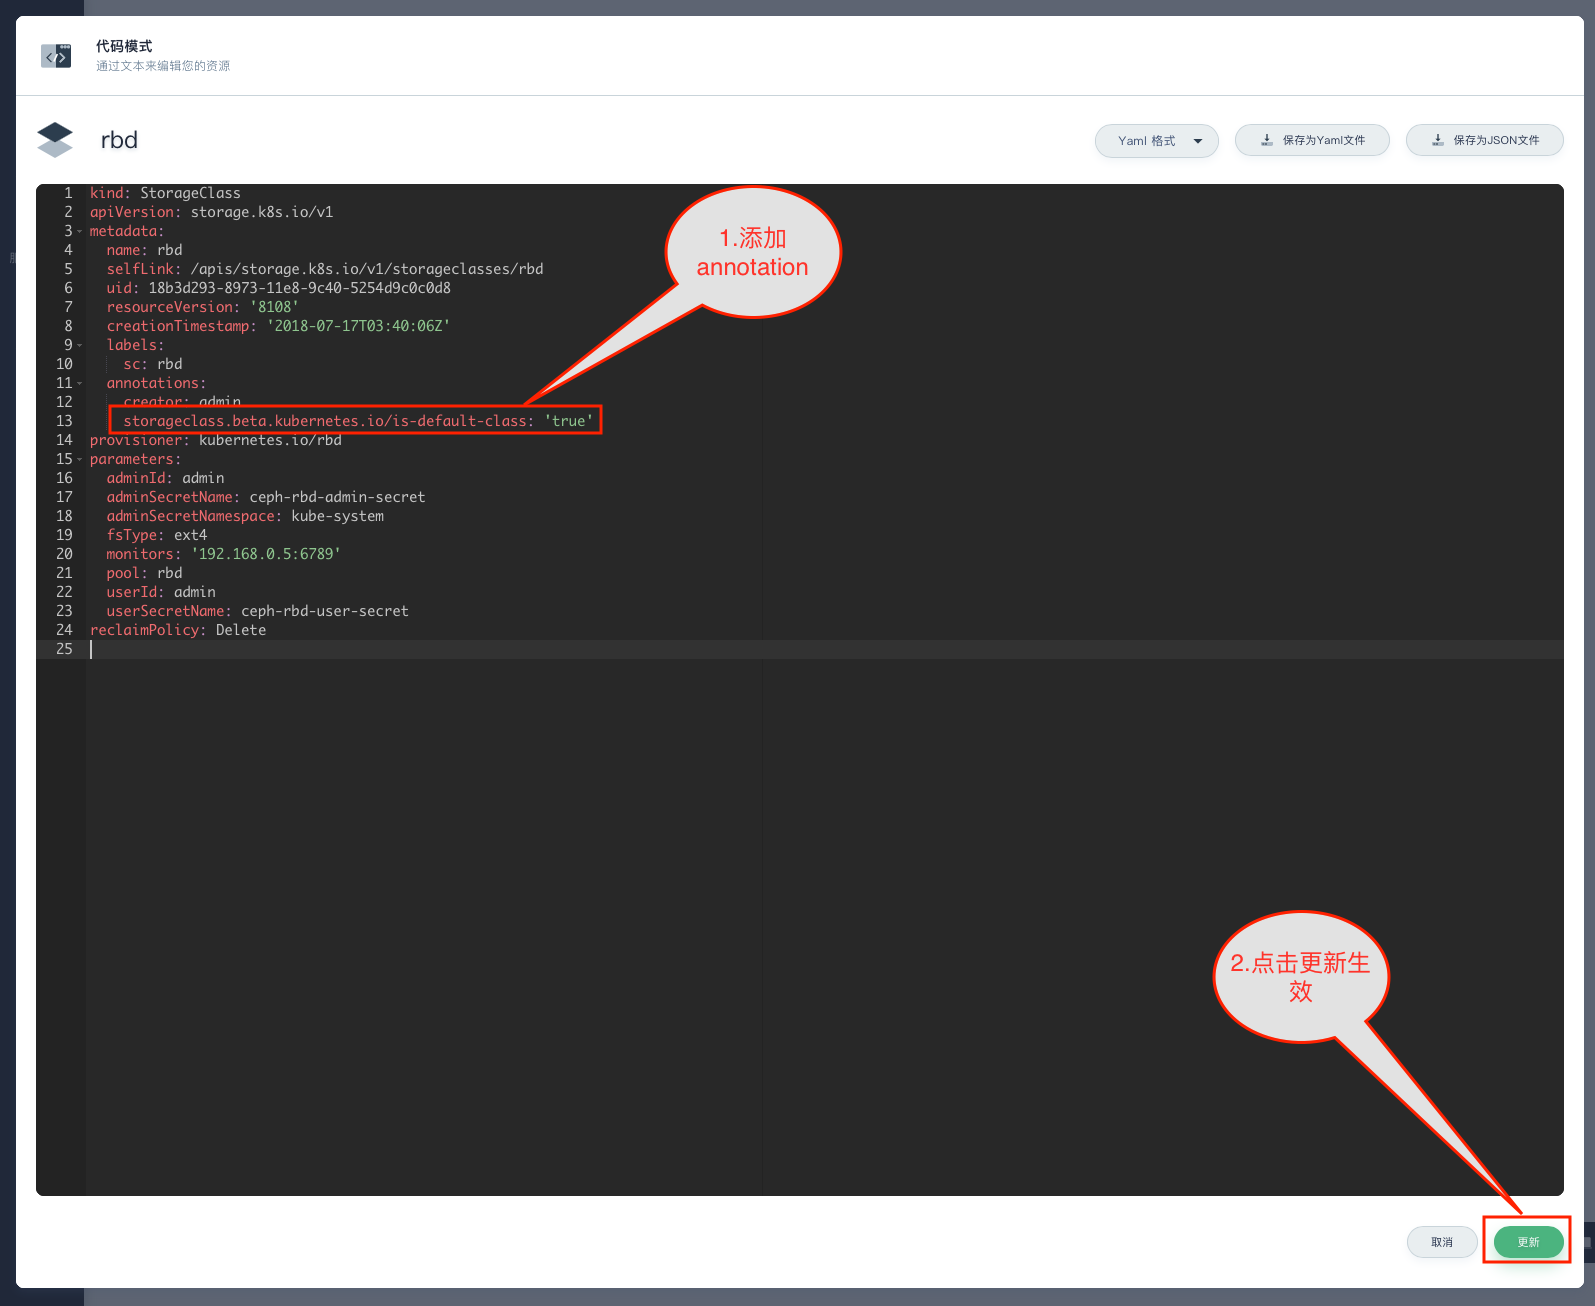 代码模式
通过文本来编辑您的资源
rbd
Yaml 格式
保存为Yaml文件
保存为JSON文件
1 kind: StorageClass
2 apiVersion: storage.k8s.io/v1
3 metadata:
4 name: rbd
5 selfLink: /apis/storage.k8s.io/v1/storageclasses/rbd
6 uid: 18b3d293-8973-11e8-9c40-5254d9c0c0d8
7 resourceVersion: '8108'
8 creationTimestamp: '2018-07-17T03:40:06Z'
9 labels:
10 sc: rbd
11 annotations:
12 creator: admin
13 storageclass.beta.kubernetes.io/is-default-class: 'true'
14 provisioner: kubernetes.io/rbd
15 parameters:
16 adminId: admin
17 adminSecretName: ceph-rbd-admin-secret
18 adminSecretNamespace: kube-system
19 fsType: ext4
20 monitors: '192.168.0.5:6789'
21 pool: rbd
22 userId: admin
23 userSecretName: ceph-rbd-user-secret
24 reclaimPolicy: Delete
25
1.添加
annotation
2.点击更新生
效
取消
更新